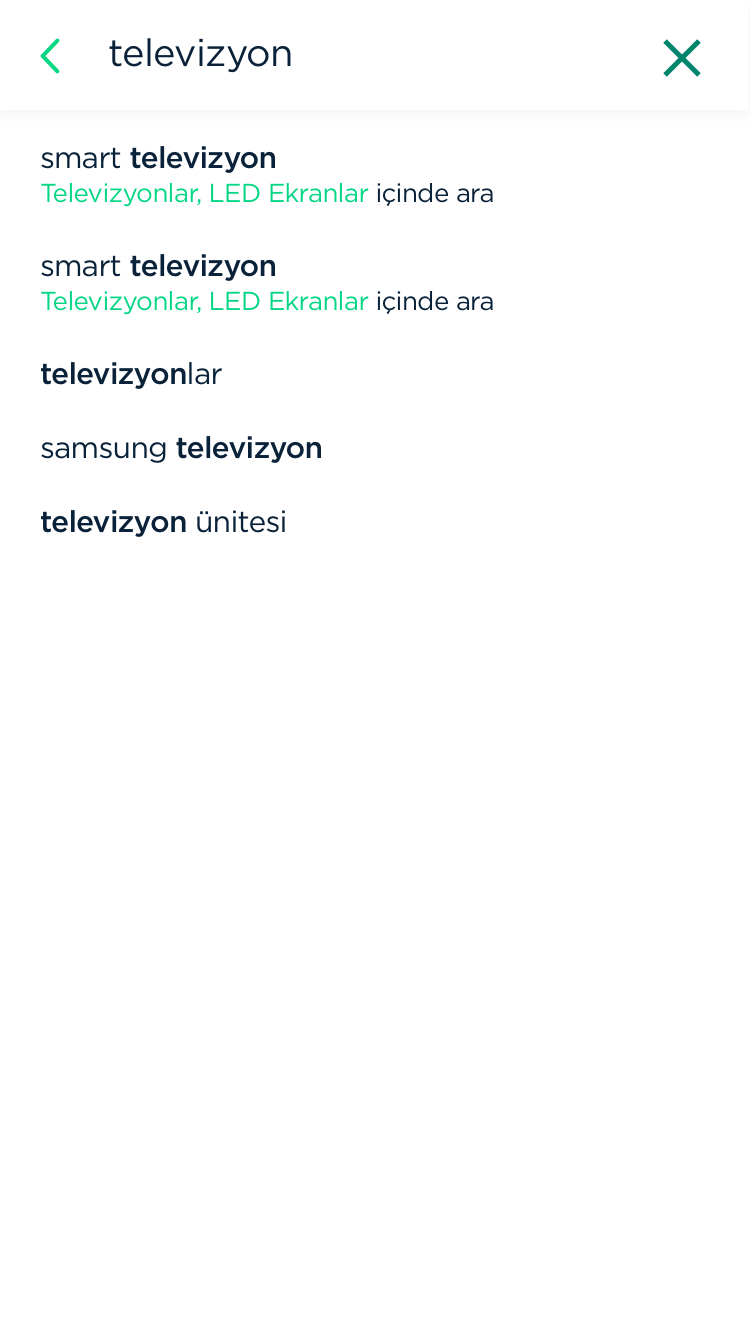 televizyon
smart televizyon
Televizyonlar, LED Ekranlar içinde ara
smart televizyon
Televizyonlar, LED Ekranlar içinde ara
televizyonlar
samsung televizyon
televizyon ünitesi